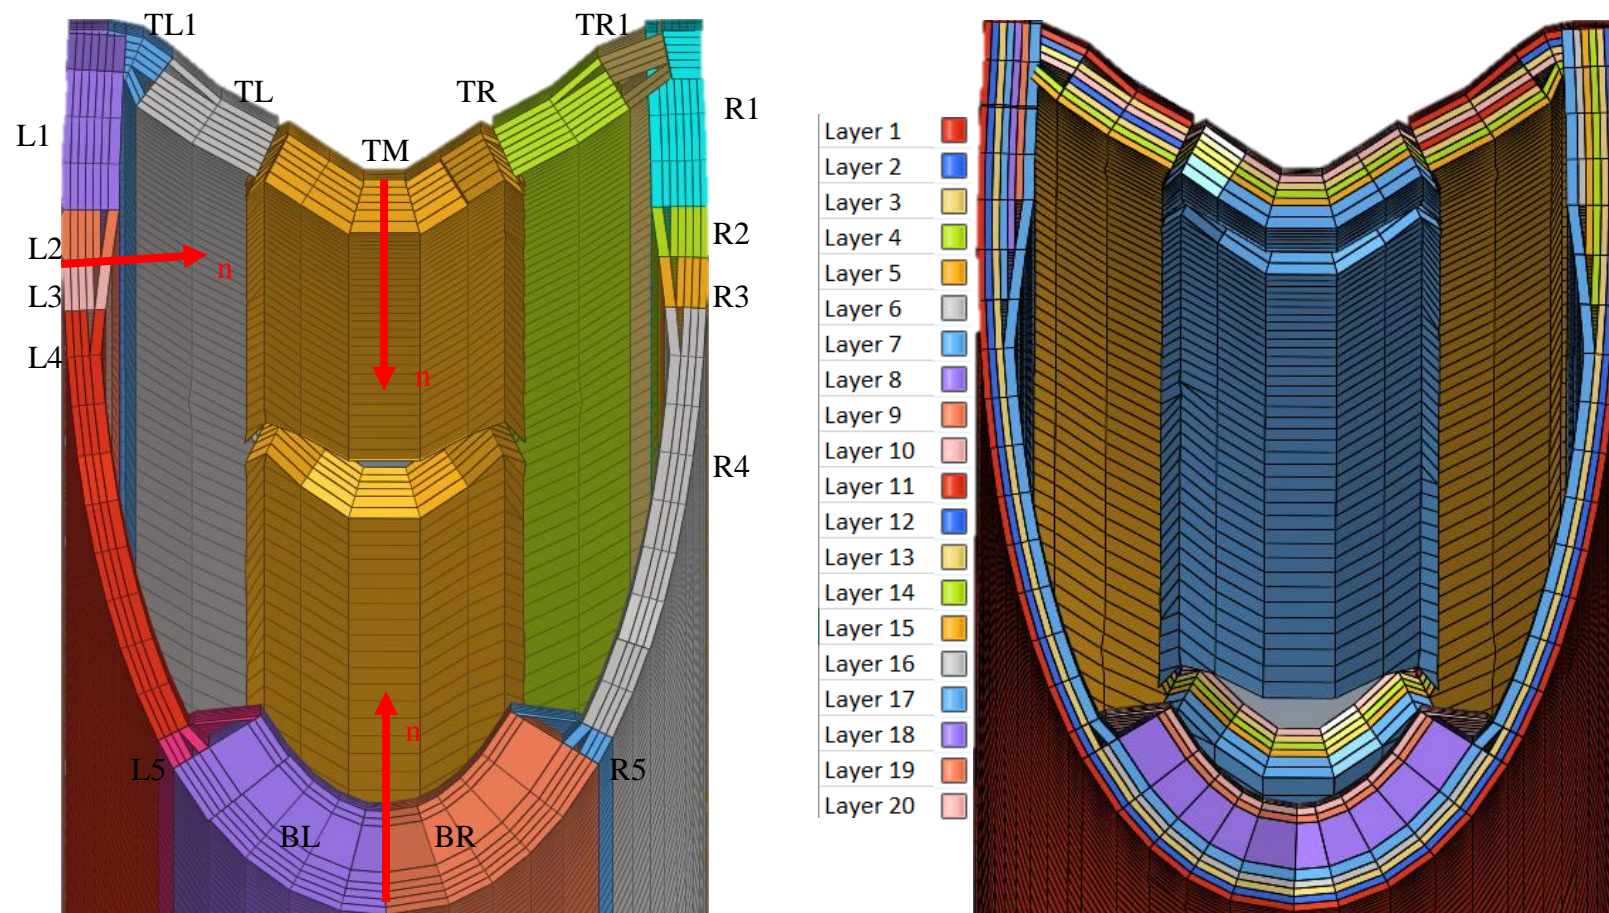 TL1
TR1
TL
TR
R1
L1
TM
L2
n
R2
L3
R3
L4
n
R4
n
L5
R5
BL
BR
Layer 1
Layer 2
Layer 3
Layer 4
Layer 5
Layer 6
Layer 7
Layer 8
Layer 9
Layer 10
Layer 11
Layer 12
Layer 13
Layer 14
Layer 15
Layer 16
Layer 17
Layer 18
Layer 19
Layer 20